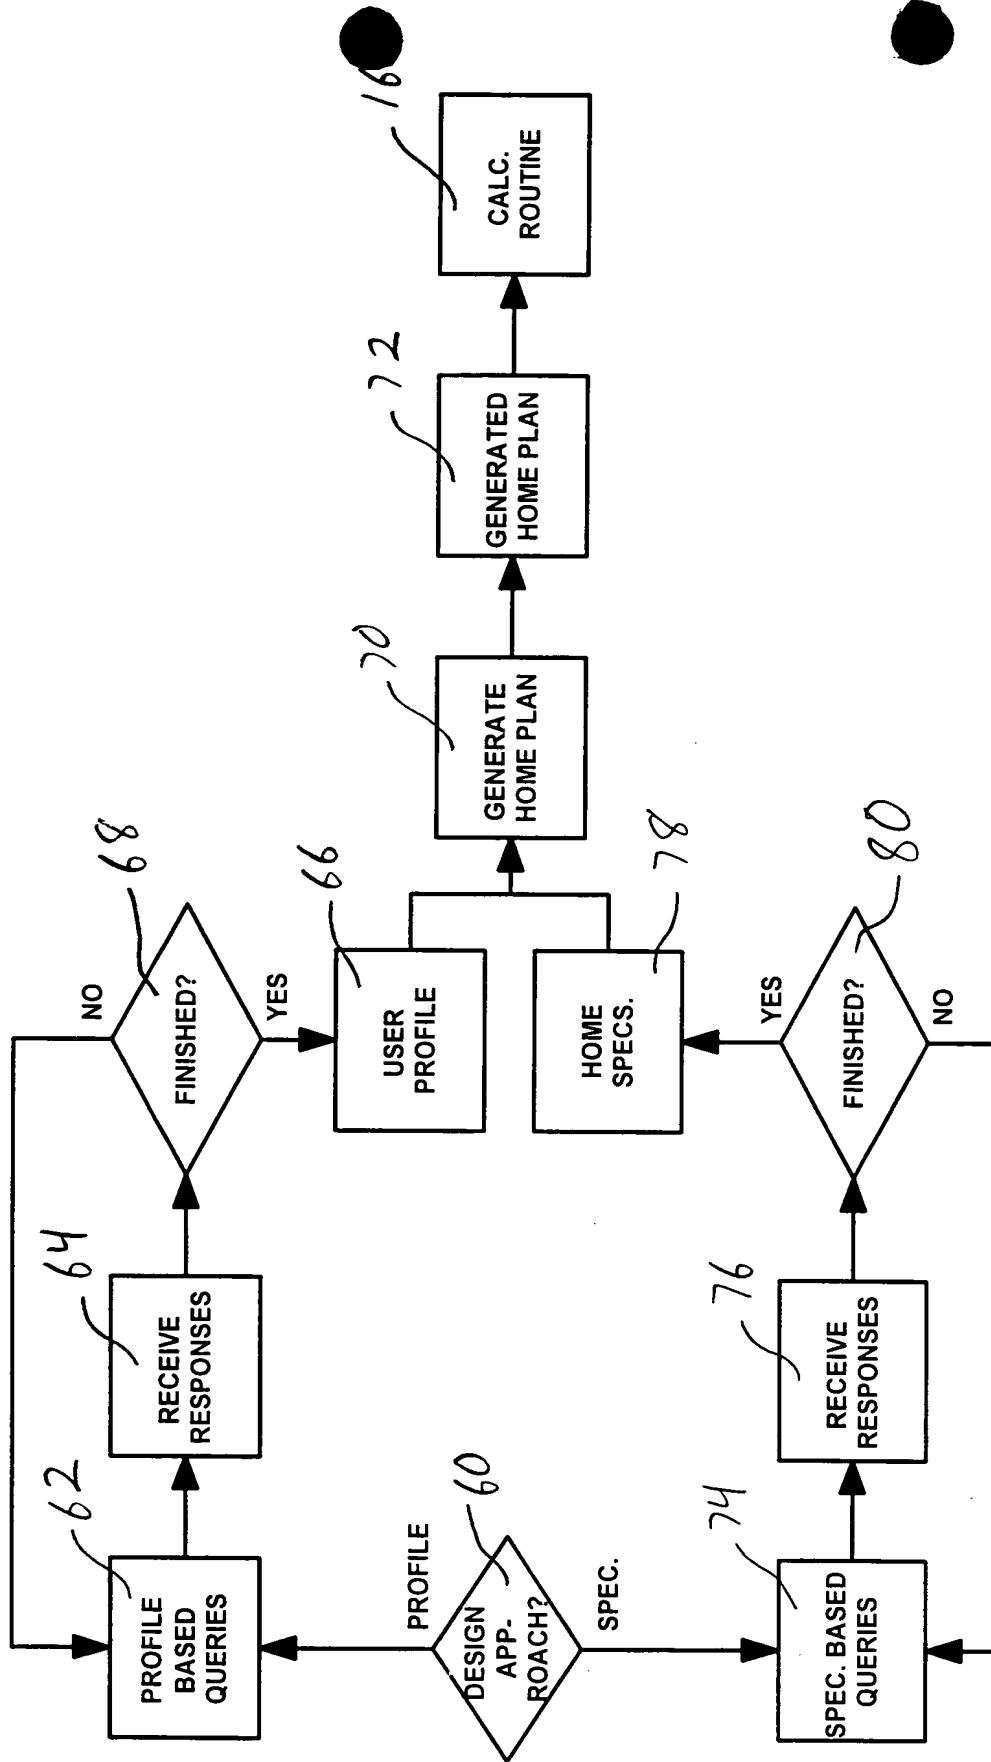 62
PROFILE
BASED
QUERIES
64
RECEIVE
RESPONSES
68
NO
FINISHED?
YES
66
USER
PROFILE
PROFILE
60
DESIGN
APP-
ROACH?
SPEC.
74
SPEC. BASED
QUERIES
76
RECEIVE
RESPONSES
80
FINISHED?
YES
NO
78
HOME
SPECS.
70
GENERATE
HOME PLAN
72
GENERATED
HOME PLAN
16
CALC.
ROUTINE